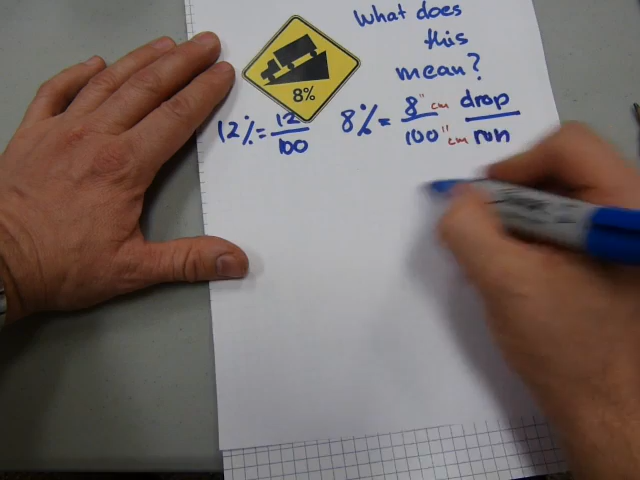 What does
this
mean?
8%
12% = 12/100
8% = 8" cm/100" cm drop/run